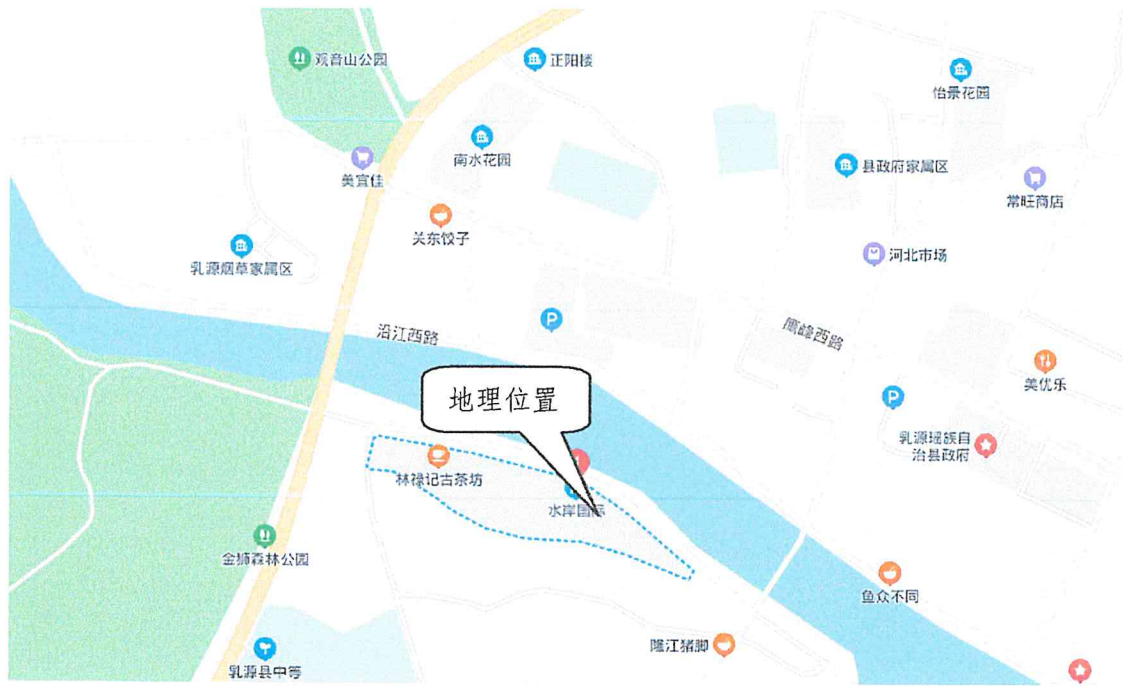 观音山公园
正阳楼
怡景花园
南水花园
美宜佳
县政府家属区
常旺商店
关东饺子
河北市场
乳源烟草家属区
P
沿江西路
鹰峰西路
美优乐
地理位置
P
乳源瑶族自
治县政府
林禄记古茶坊
水岸国际
金狮森林公园
鱼众不同
隆江猪脚
乳源县中等